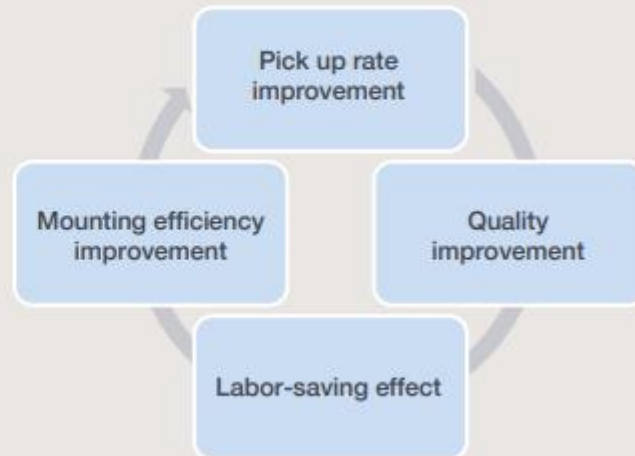 Pick up rate
improvement
Mounting efficiency
improvement
Quality
improvement
Labor-saving effect